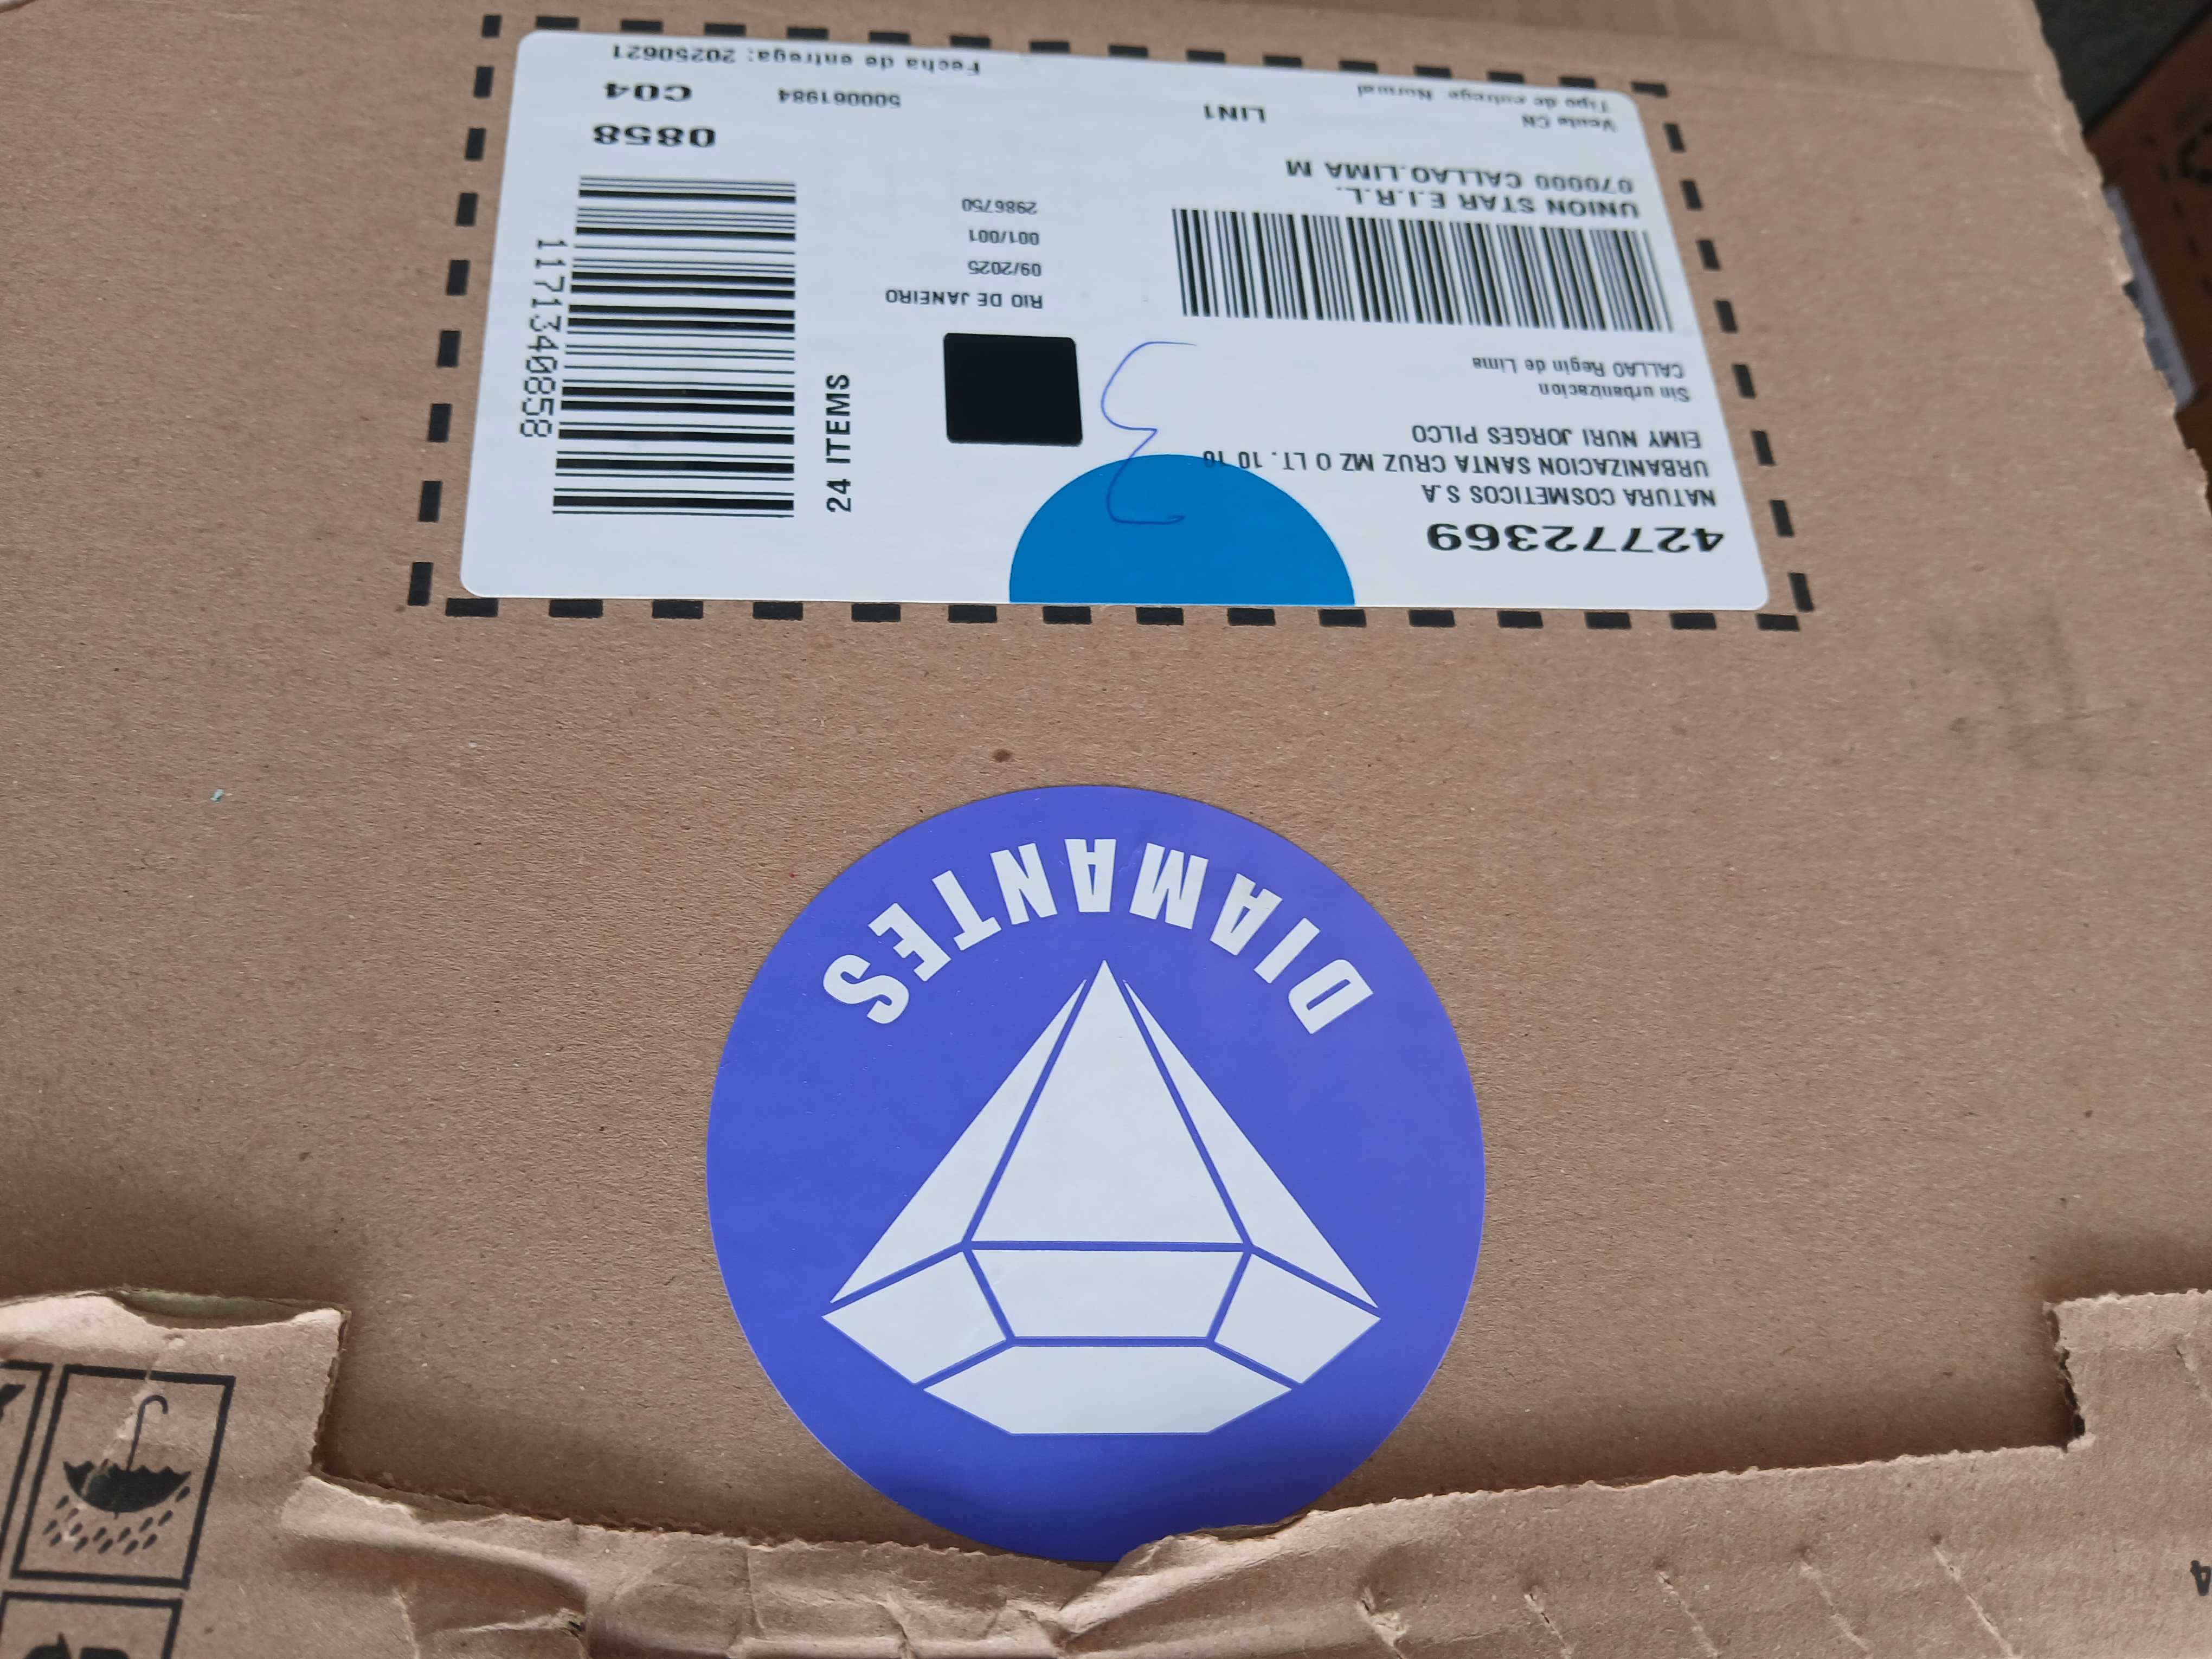 42772369
NATURA COSMETICOS S.A
URBANIZACION SANTA CRUZ MZ O LT. 10 10
EIMY NURI JORGES PILCO
Sin urbanizacion
CALLAO Regin de Lima
UNION STAR E.I.R.L.
070000 CALLAO.LIMA M
Venta CN
Tipo de entrega Normal
LIN1
RIO DE JANEIRO
09/2025
001/001
2986750
24 ITEMS
1171340858
0858
C04
500061984
Fecha de entrega: 20250621
DIAMANTES
4